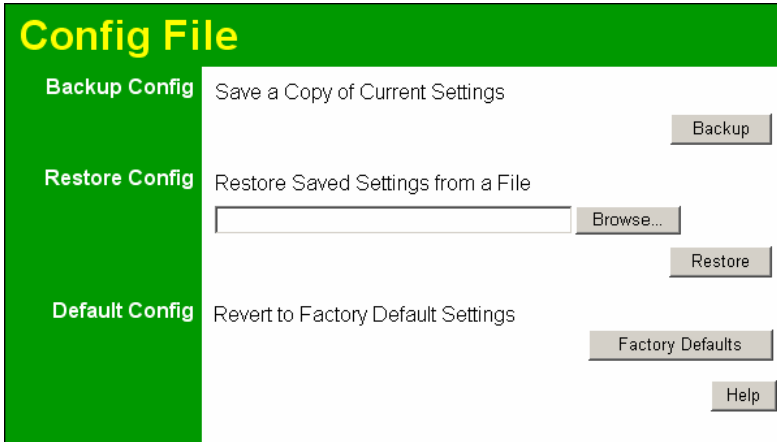 Config File
Backup Config
Save a Copy of Current Settings
Backup
Restore Config
Restore Saved Settings from a File
Browse...
Restore
Default Config
Revert to Factory Default Settings
Factory Defaults
Help